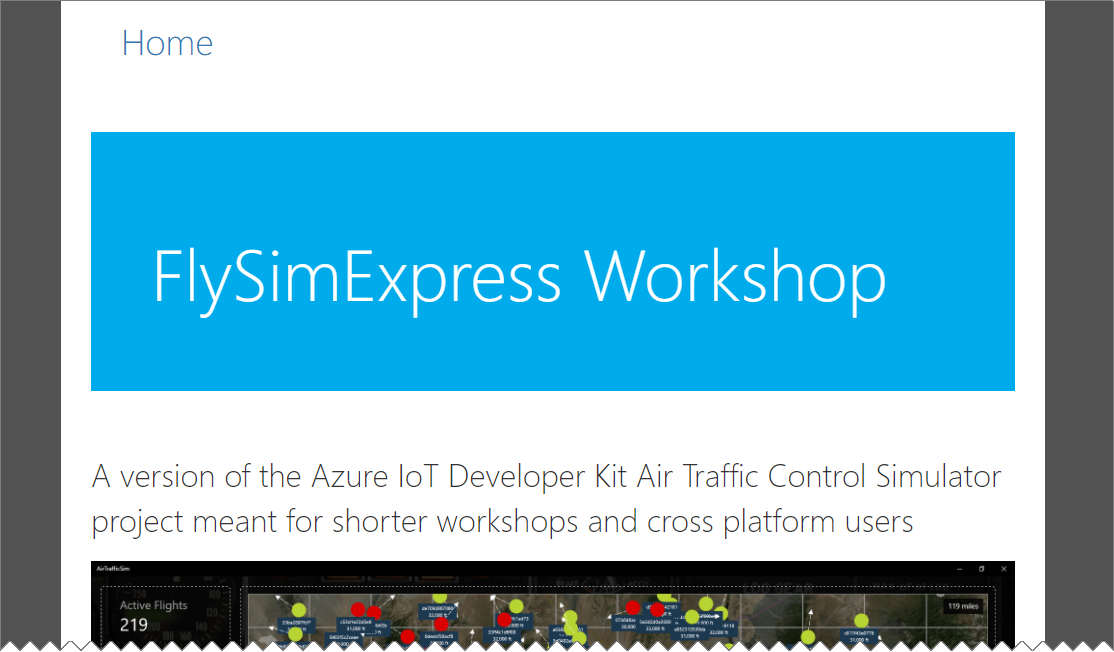 Home
FlySimExpress Workshop
A version of the Azure IoT Developer Kit Air Traffic Control Simulator
project meant for shorter workshops and cross platform users
AirTrafficSim
Active Flights
219
119 miles